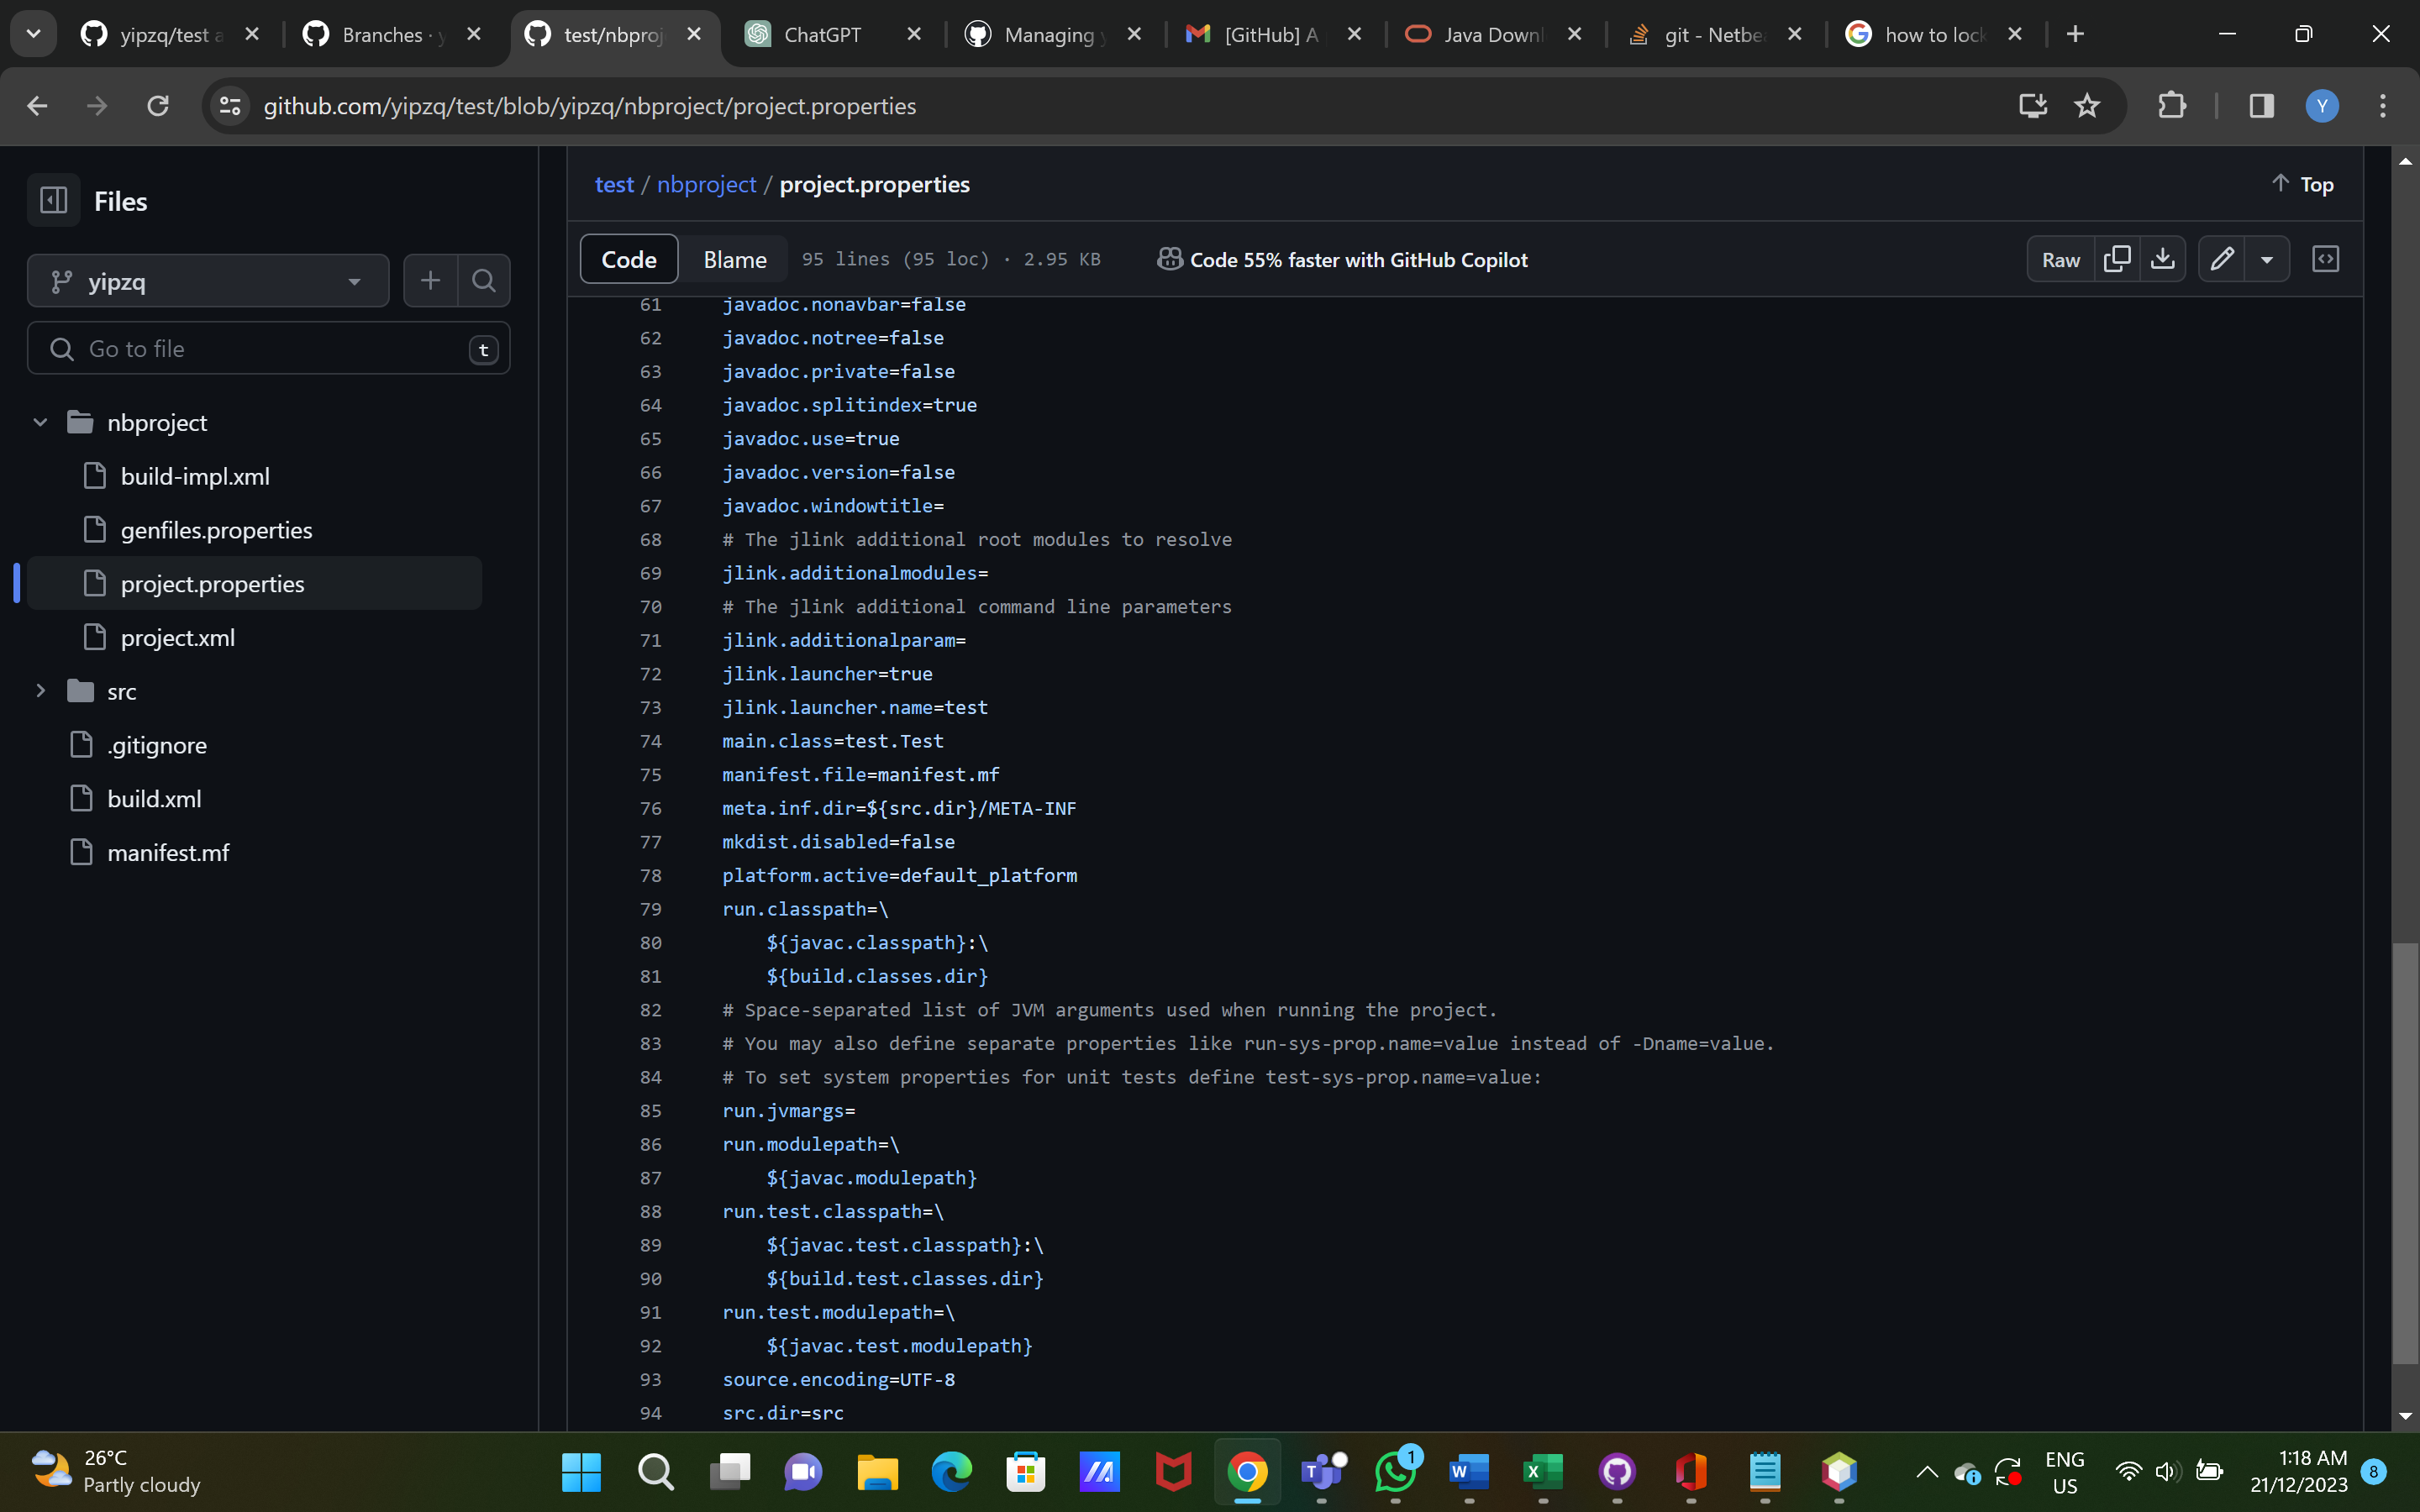 yipzq/test a
Branches · y
test/nbproj
ChatGPT
Managing y
[GitHub] A
Java Downl
git - Netbe
how to lock
github.com/yipzq/test/blob/yipzq/nbproject/project.properties
Y
Files
yipzq
Go to file
t
nbproject
build-impl.xml
genfiles.properties
project.properties
project.xml
src
.gitignore
build.xml
manifest.mf
test / nbproject / project.properties
Top
Code
Blame
95 lines (95 loc) · 2.95 KB
Code 55% faster with GitHub Copilot
Raw
61 javadoc.nonavbar=false
62 javadoc.notree=false
63 javadoc.private=false
64 javadoc.splitindex=true
65 javadoc.use=true
66 javadoc.version=false
67 javadoc.windowtitle=
68 # The jlink additional root modules to resolve
69 jlink.additionalmodules=
70 # The jlink additional command line parameters
71 jlink.additionalparam=
72 jlink.launcher=true
73 jlink.launcher.name=test
74 main.class=test.Test
75 manifest.file=manifest.mf
76 meta.inf.dir=${src.dir}/META-INF
77 mkdist.disabled=false
78 platform.active=default_platform
79 run.classpath=\
80 ${javac.classpath}:\
81 ${build.classes.dir}
82 # Space-separated list of JVM arguments used when running the project.
83 # You may also define separate properties like run-sys-prop.name=value instead of -Dname=value.
84 # To set system properties for unit tests define test-sys-prop.name=value:
85 run.jvmargs=
86 run.modulepath=\
87 ${javac.modulepath}
88 run.test.classpath=\
89 ${javac.test.classpath}:\
90 ${build.test.classes.dir}
91 run.test.modulepath=\
92 ${javac.test.modulepath}
93 source.encoding=UTF-8
94 src.dir=src
26°C
Partly cloudy
1
ENG
US
1:18 AM
21/12/2023
8